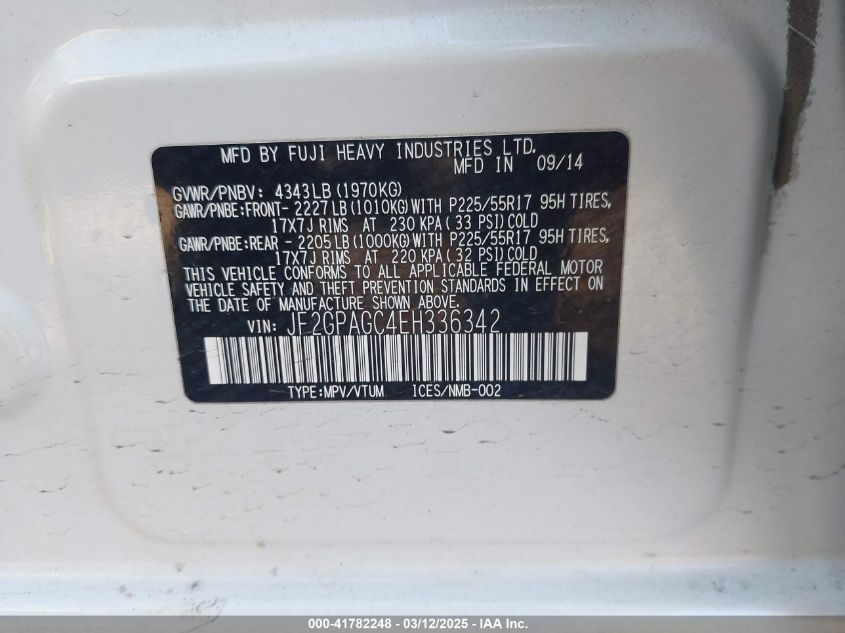 MFD BY FUJI HEAVY INDUSTRIES LTD.
MFD IN 09/14
GVWR/PNBV: 4343LB (1970KG)
GAWR/PNBE:FRONT- 2227LB (1010KG) WITH P225/55R17 95H TIRES,
17X7J RIMS AT 230 KPA ( 33 PSI) COLD
GAWR/PNBE:REAR - 2205LB (1000KG) WITH P225/55R17 95H TIRES,
17X7J RIMS AT 220 KPA ( 32 PSI) COLD
THIS VEHICLE CONFORMS TO ALL APPLICABLE FEDERAL MOTOR
VEHICLE SAFETY AND THEFT PREVENTION STANDARDS IN EFFECT ON
THE DATE OF MANUFACTURE SHOWN ABOVE.
VIN: JF2GPAGC4EH336342
TYPE:MPV/VTUM ICES/NMB-002
000-41782248 - 03/12/2025 - IAA Inc.